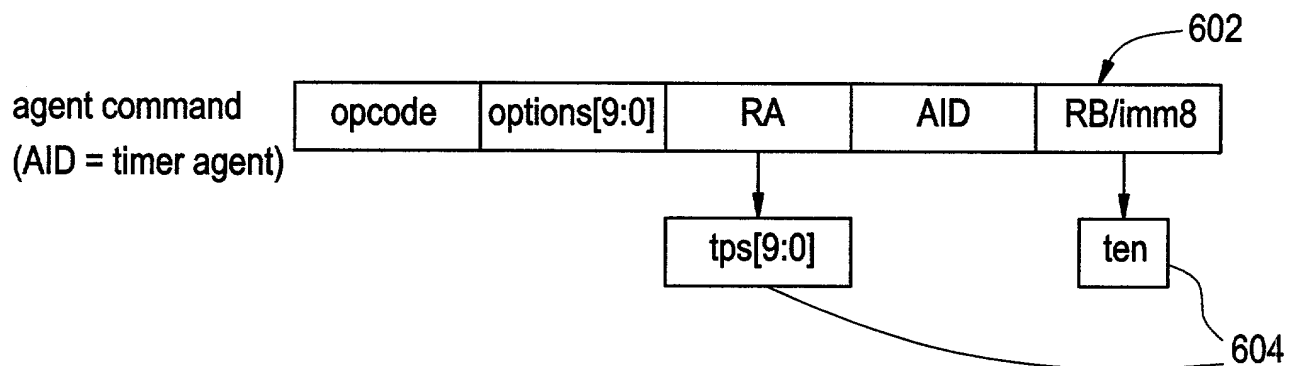 602
agent command
(AID = timer agent)
opcode
options[9:0]
RA
AID
RB/imm8
tps[9:0]
ten
604